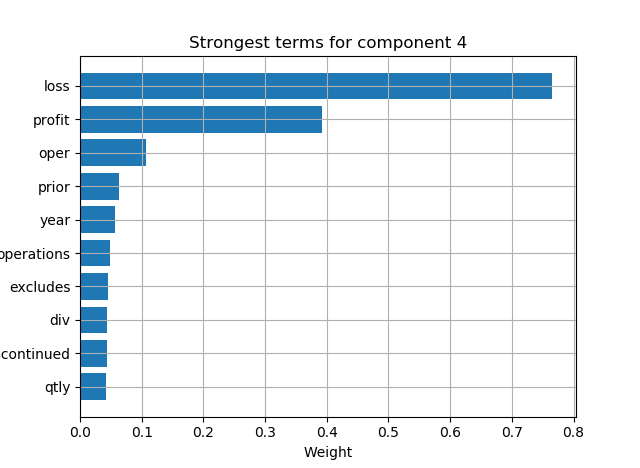 Strongest terms for component 4
loss
profit
oper
prior
year
operations
excludes
div
continued
qtly
0.0 0.1 0.2 0.3 0.4 0.5 0.6 0.7 0.8
Weight